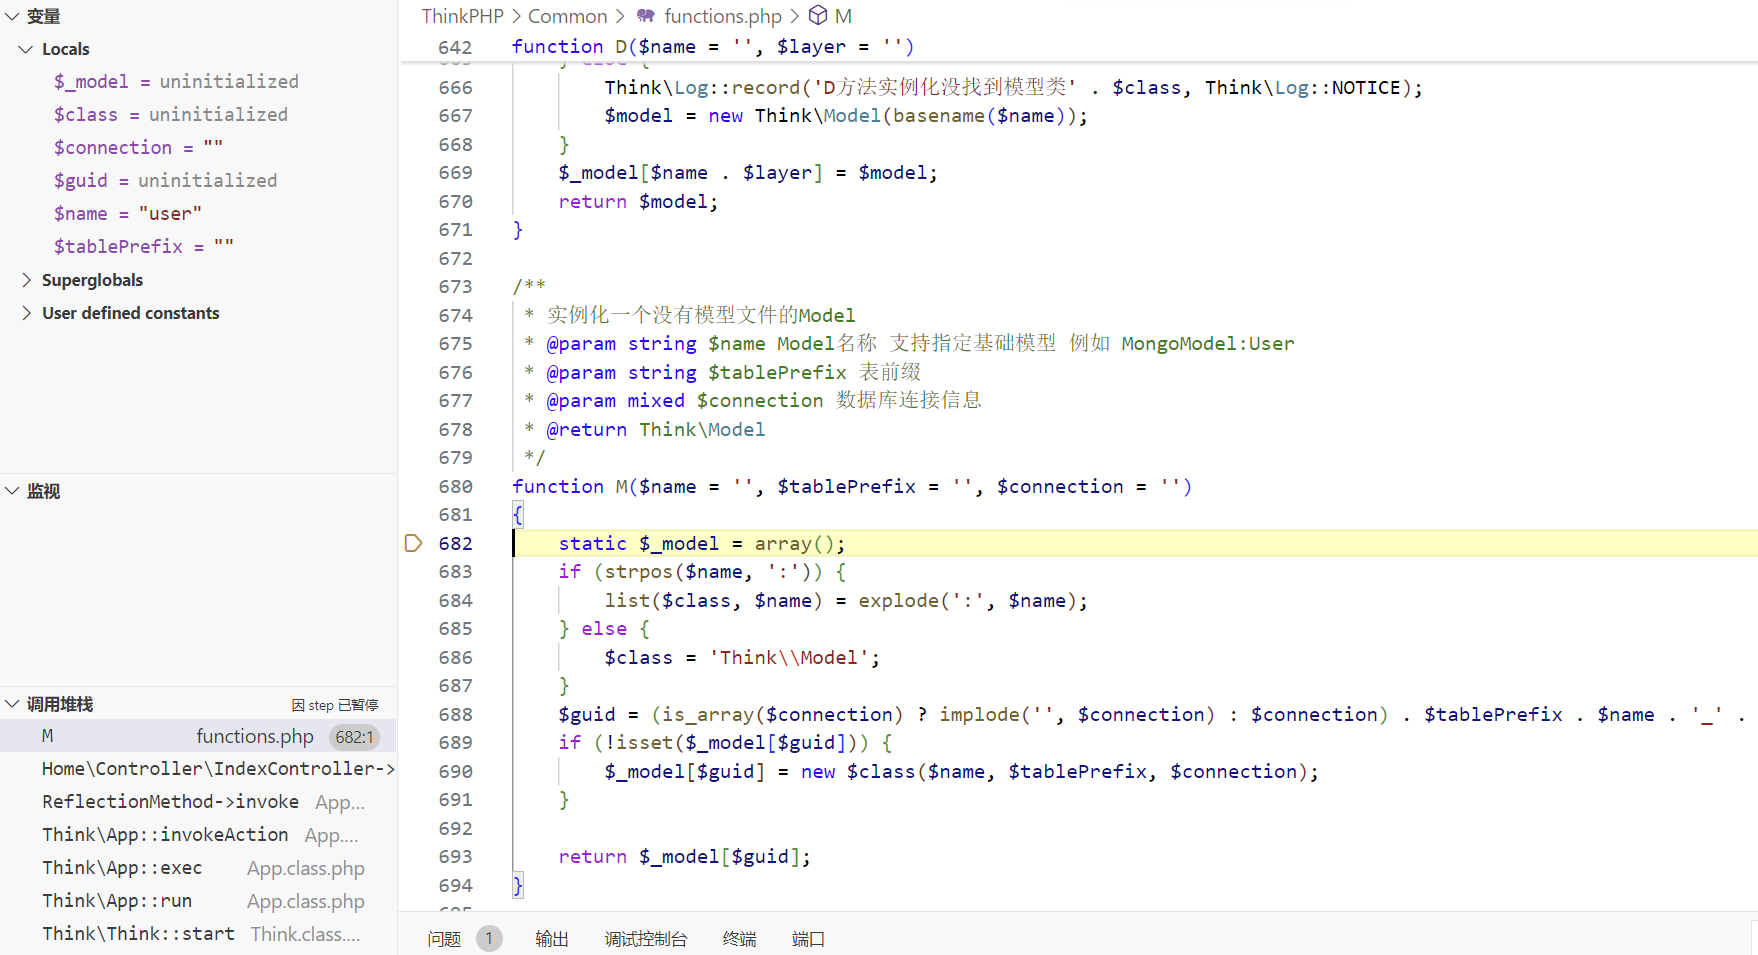 变量
Locals
$_model = uninitialized
$class = uninitialized
$connection = ""
$guid = uninitialized
$name = "user"
$tablePrefix = ""
Superglobals
User defined constants
监视
调用堆栈 因 step 已暂停
M functions.php 682:1
Home\Controller\IndexController->
ReflectionMethod->invoke App...
Think\App::invokeAction App....
Think\App::exec App.class.php
Think\App::run App.class.php
Think\Think::start Think.class....
ThinkPHP > Common > functions.php > M
642 function D($name = '', $layer = '')
665 } else {
666 Think\Log::record('D方法实例化没找到模型类' . $class, Think\Log::NOTICE);
667 $model = new Think\Model(basename($name));
668 }
669 $_model[$name . $layer] = $model;
670 return $model;
671 }
672
673 /**
674 * 实例化一个没有模型文件的Model
675 * @param string $name Model名称 支持指定基础模型 例如 MongoModel:User
676 * @param string $tablePrefix 表前缀
677 * @param mixed $connection 数据库连接信息
678 * @return Think\Model
679 */
680 function M($name = '', $tablePrefix = '', $connection = '')
681 {
682 static $_model = array();
683 if (strpos($name, ':')) {
684 list($class, $name) = explode(':', $name);
685 } else {
686 $class = 'Think\\Model';
687 }
688 $guid = (is_array($connection) ? implode('', $connection) : $connection) . $tablePrefix . $name . '_' .
689 if (!isset($_model[$guid])) {
690 $_model[$guid] = new $class($name, $tablePrefix, $connection);
691 }
692
693 return $_model[$guid];
694 }
695
问题 1 输出 调试控制台 终端 端口